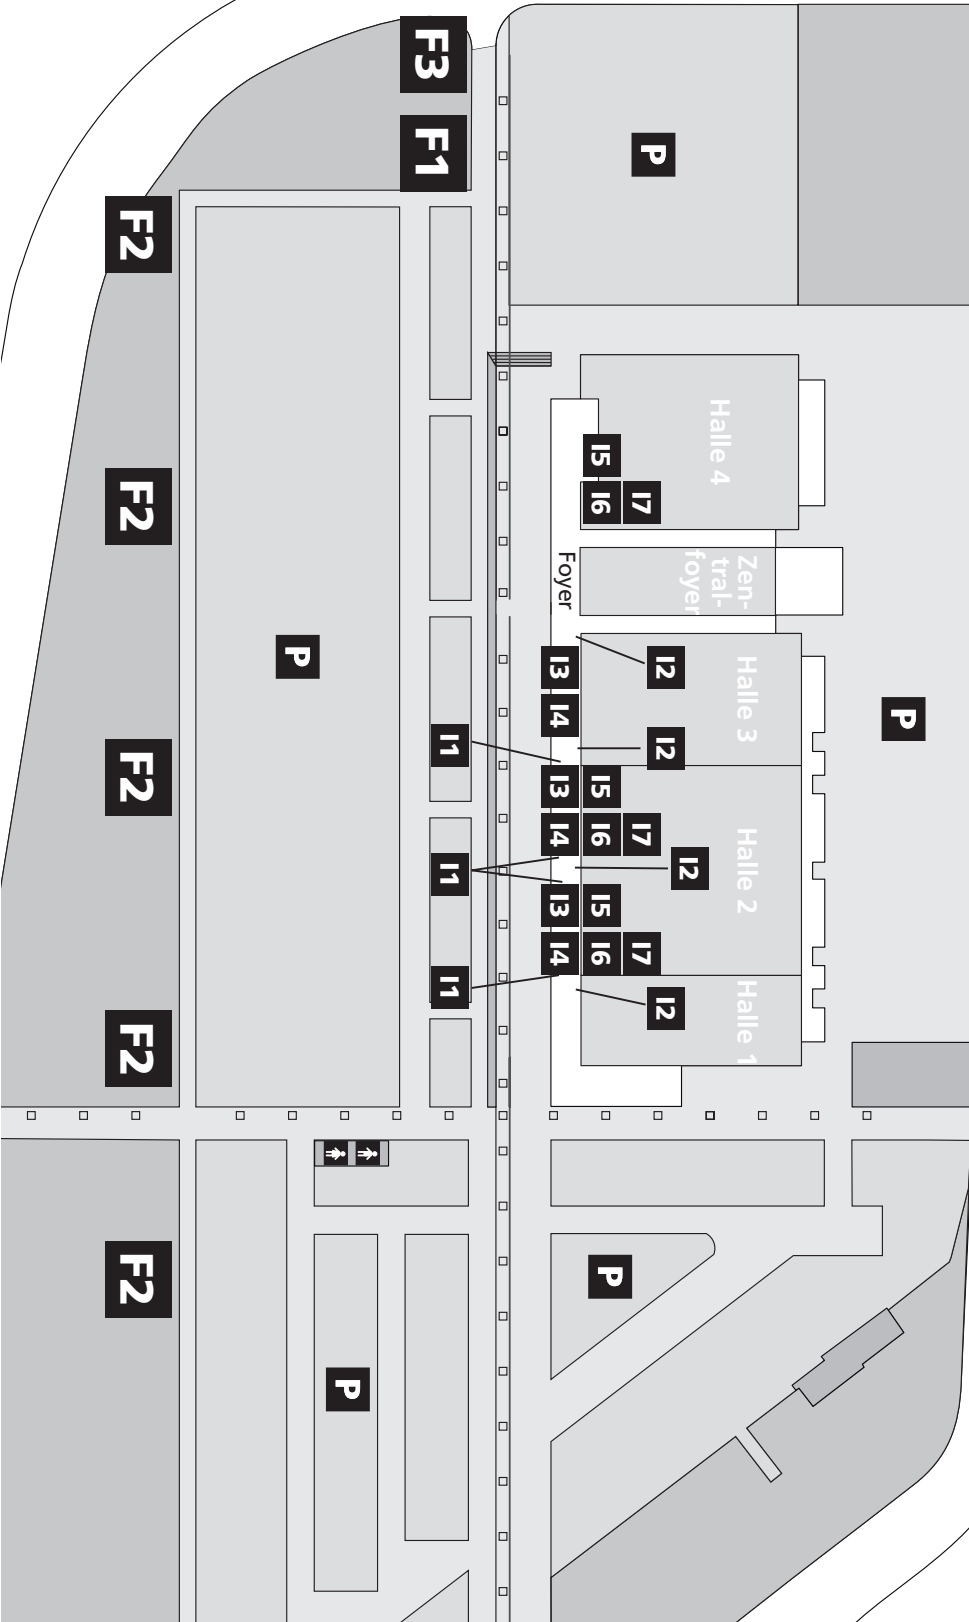 P
Halle 4
Zen-
tral-
foyer
Halle 3
Halle 2
Halle 1
I2
I2
I2
I2
P
I7
I7
I7
P
I5
I6
I5
I6
I5
I6
Foyer
I3
I4
I3
I4
I3
I4
I1
I1
I1
F3
F1
P
P
F2
F2
F2
F2
F2